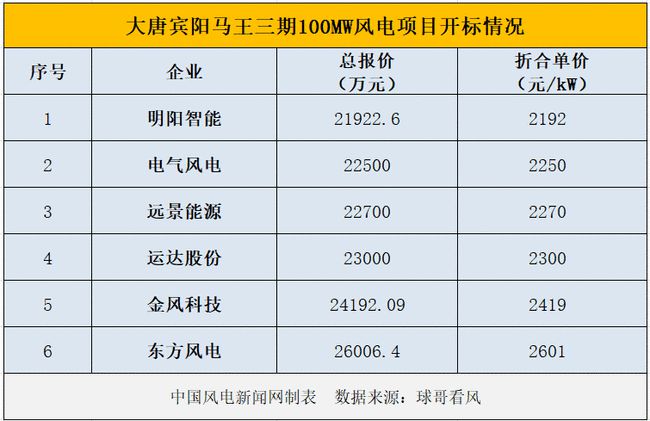 大唐宾阳马王三期100MW风电项目开标情况
序号 企业 总报价（万元） 折合单价（元/kW）
1 明阳智能 21922.6 2192
2 电气风电 22500 2250
3 远景能源 22700 2270
4 运达股份 23000 2300
5 金风科技 24192.09 2419
6 东方风电 26006.4 2601
中国风电新闻网制表 数据来源：球哥看风